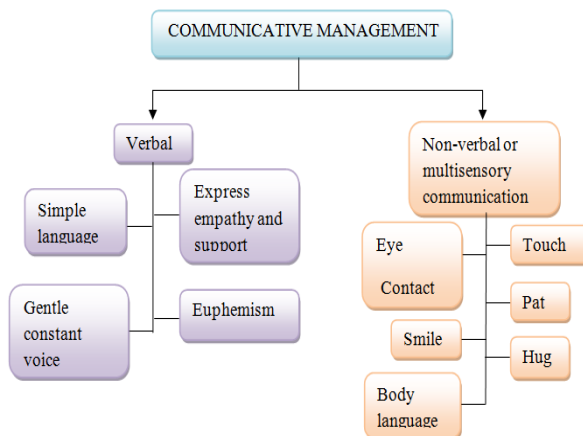 COMMUNICATIVE MANAGEMENT
Verbal
Simple
language
Express
empathy and
support
Gentle
constant
voice
Euphemism
Non-verbal or
multisensory
communication
Eye
Contact
Touch
Smile
Pat
Body
language
Hug